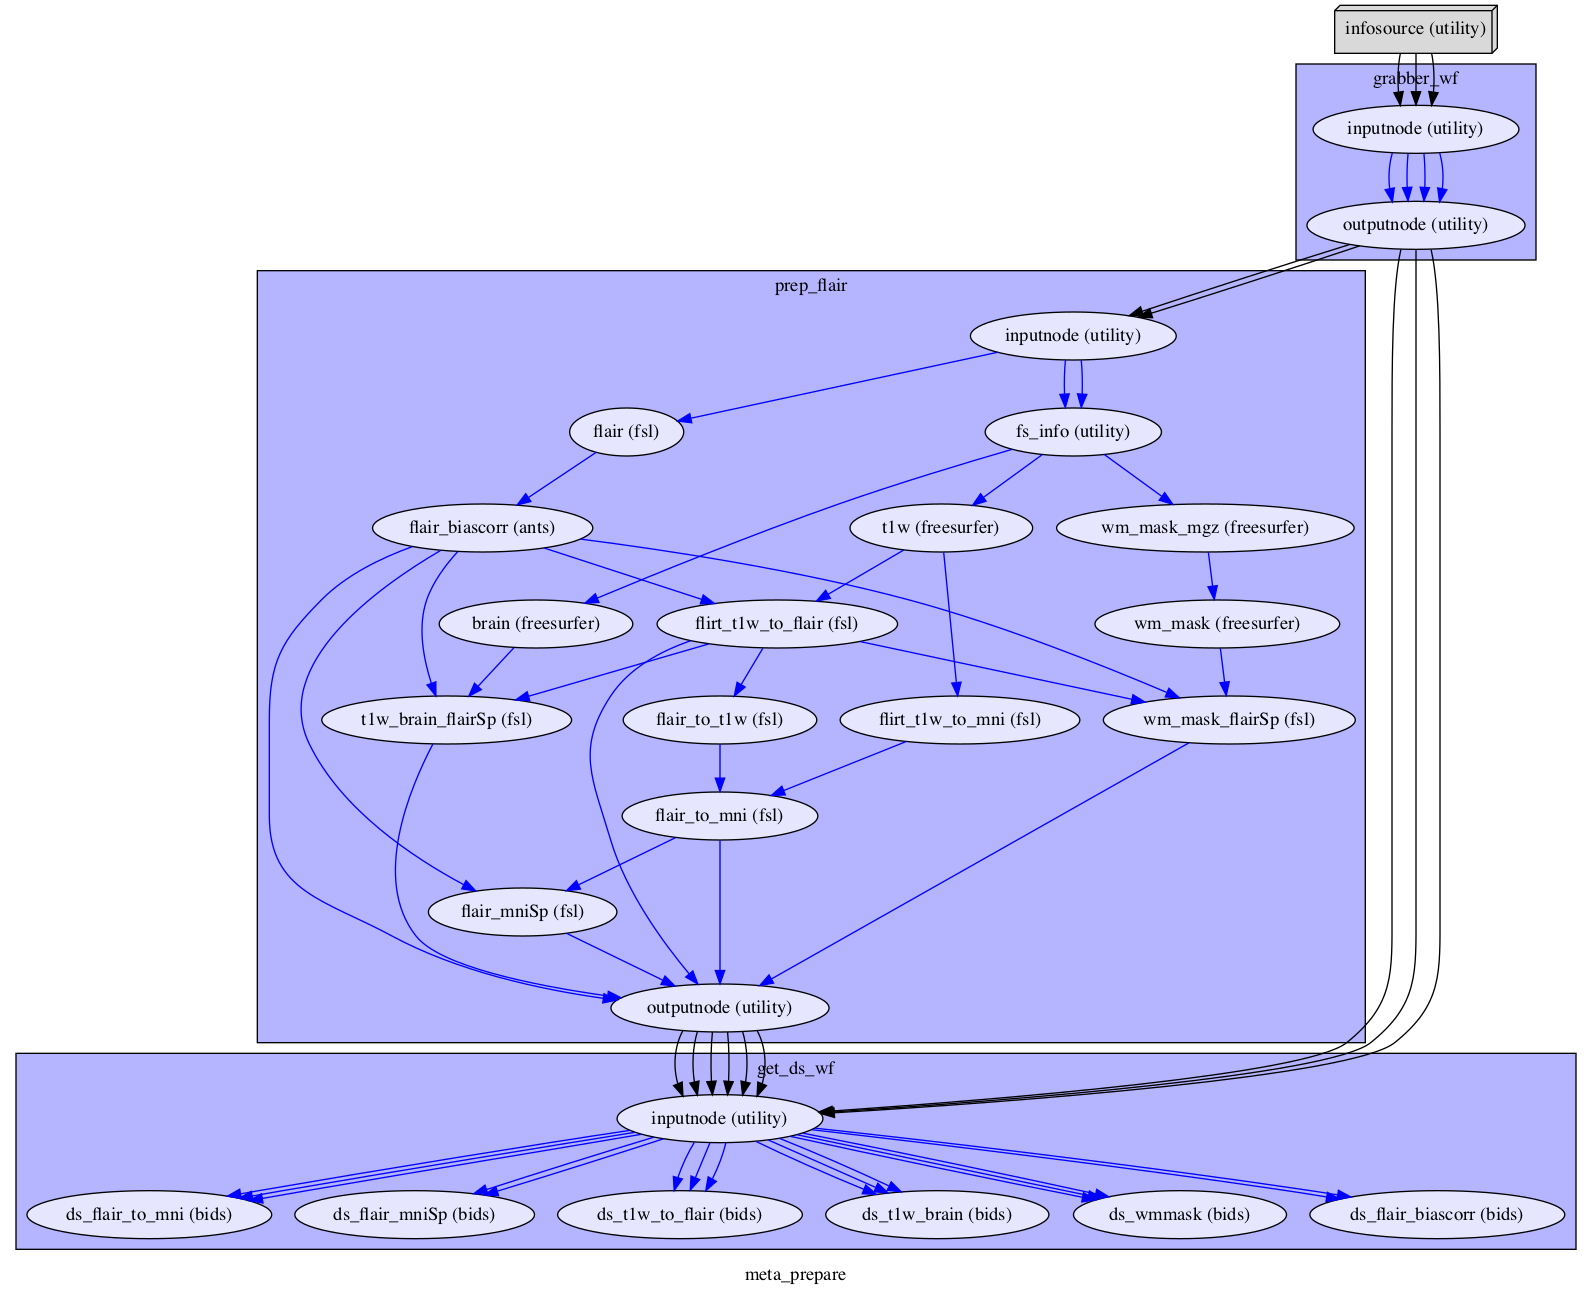 infosource (utility)
grabber_wf
inputnode (utility)
outputnode (utility)
prep_flair
inputnode (utility)
flair (fsl)
fs_info (utility)
flair_biascorr (ants)
t1w (freesurfer)
wm_mask_mgz (freesurfer)
brain (freesurfer)
flirt_t1w_to_flair (fsl)
wm_mask (freesurfer)
t1w_brain_flairSp (fsl)
flair_to_t1w (fsl)
flirt_t1w_to_mni (fsl)
wm_mask_flairSp (fsl)
flair_to_mni (fsl)
flair_mniSp (fsl)
outputnode (utility)
get_ds_wf
inputnode (utility)
ds_flair_to_mni (bids)
ds_flair_mniSp (bids)
ds_t1w_to_flair (bids)
ds_t1w_brain (bids)
ds_wmmask (bids)
ds_flair_biascorr (bids)
meta_prepare